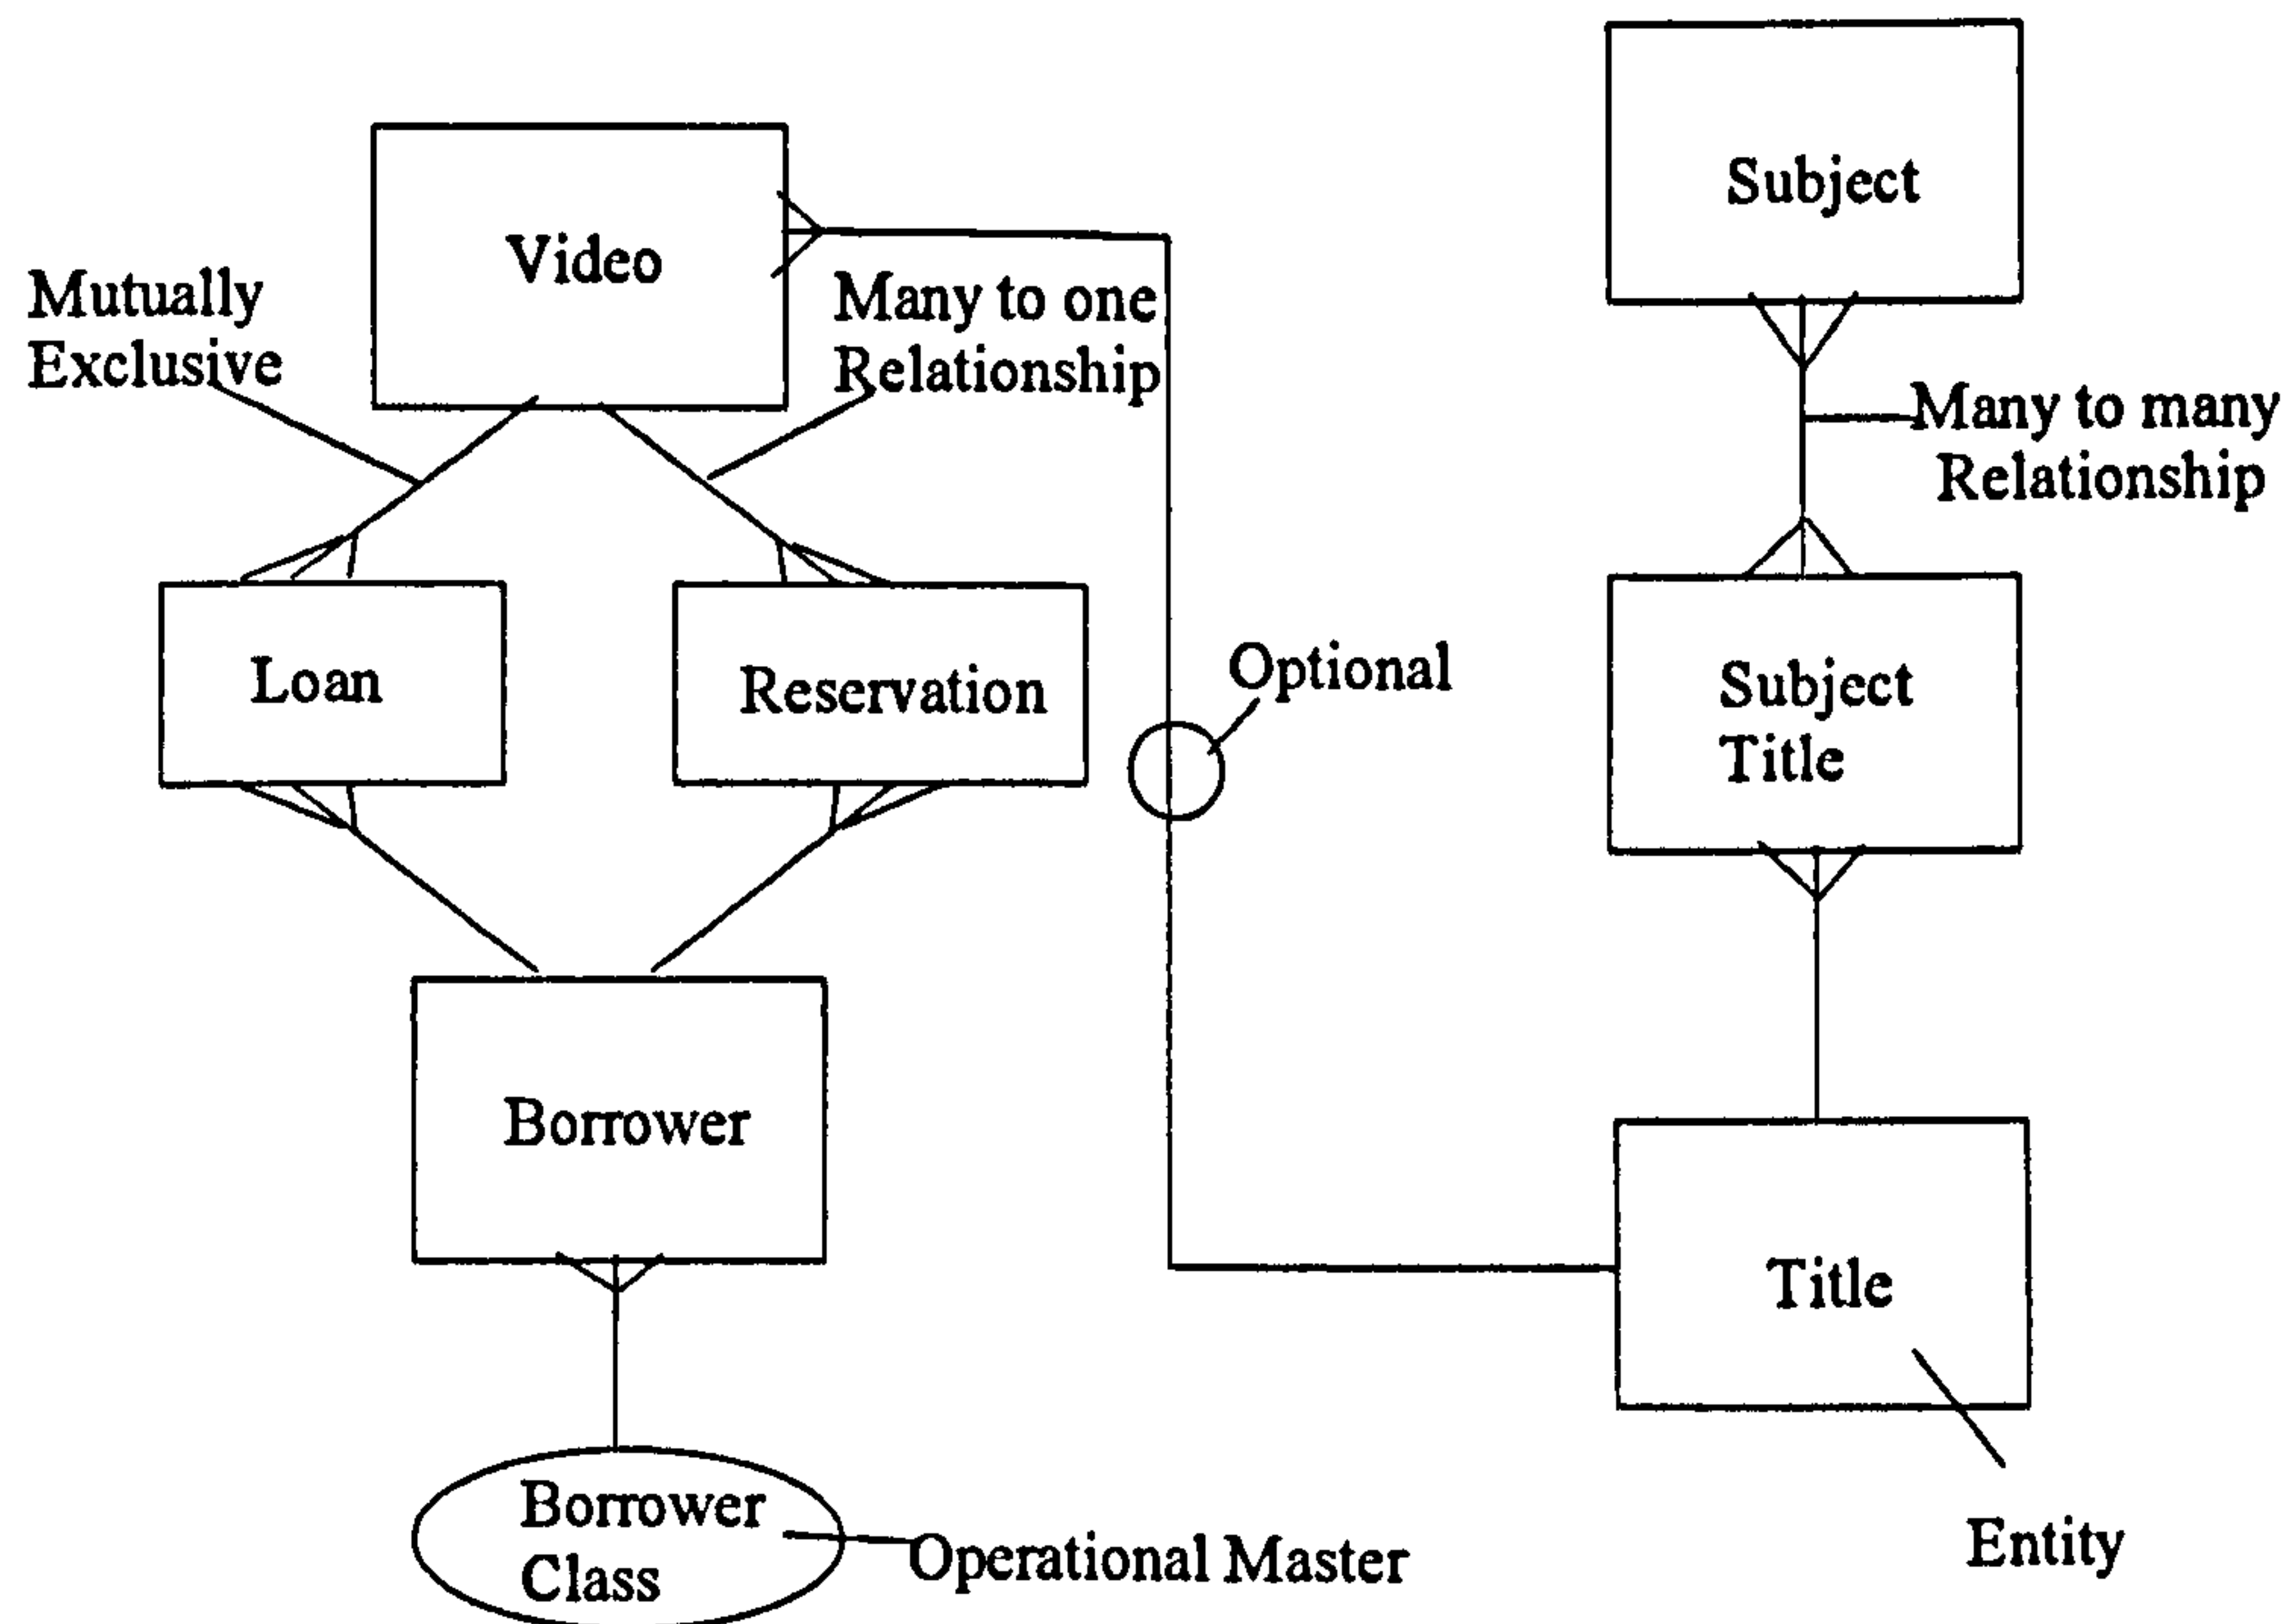 Subject
Video
Mutually
Exclusive
Many to one
Relationship
Many to many
Relationship
Loan
Reservation
Optional
Subject
Title
Borrower
Title
Borrower
Class
Operational Master
Entity